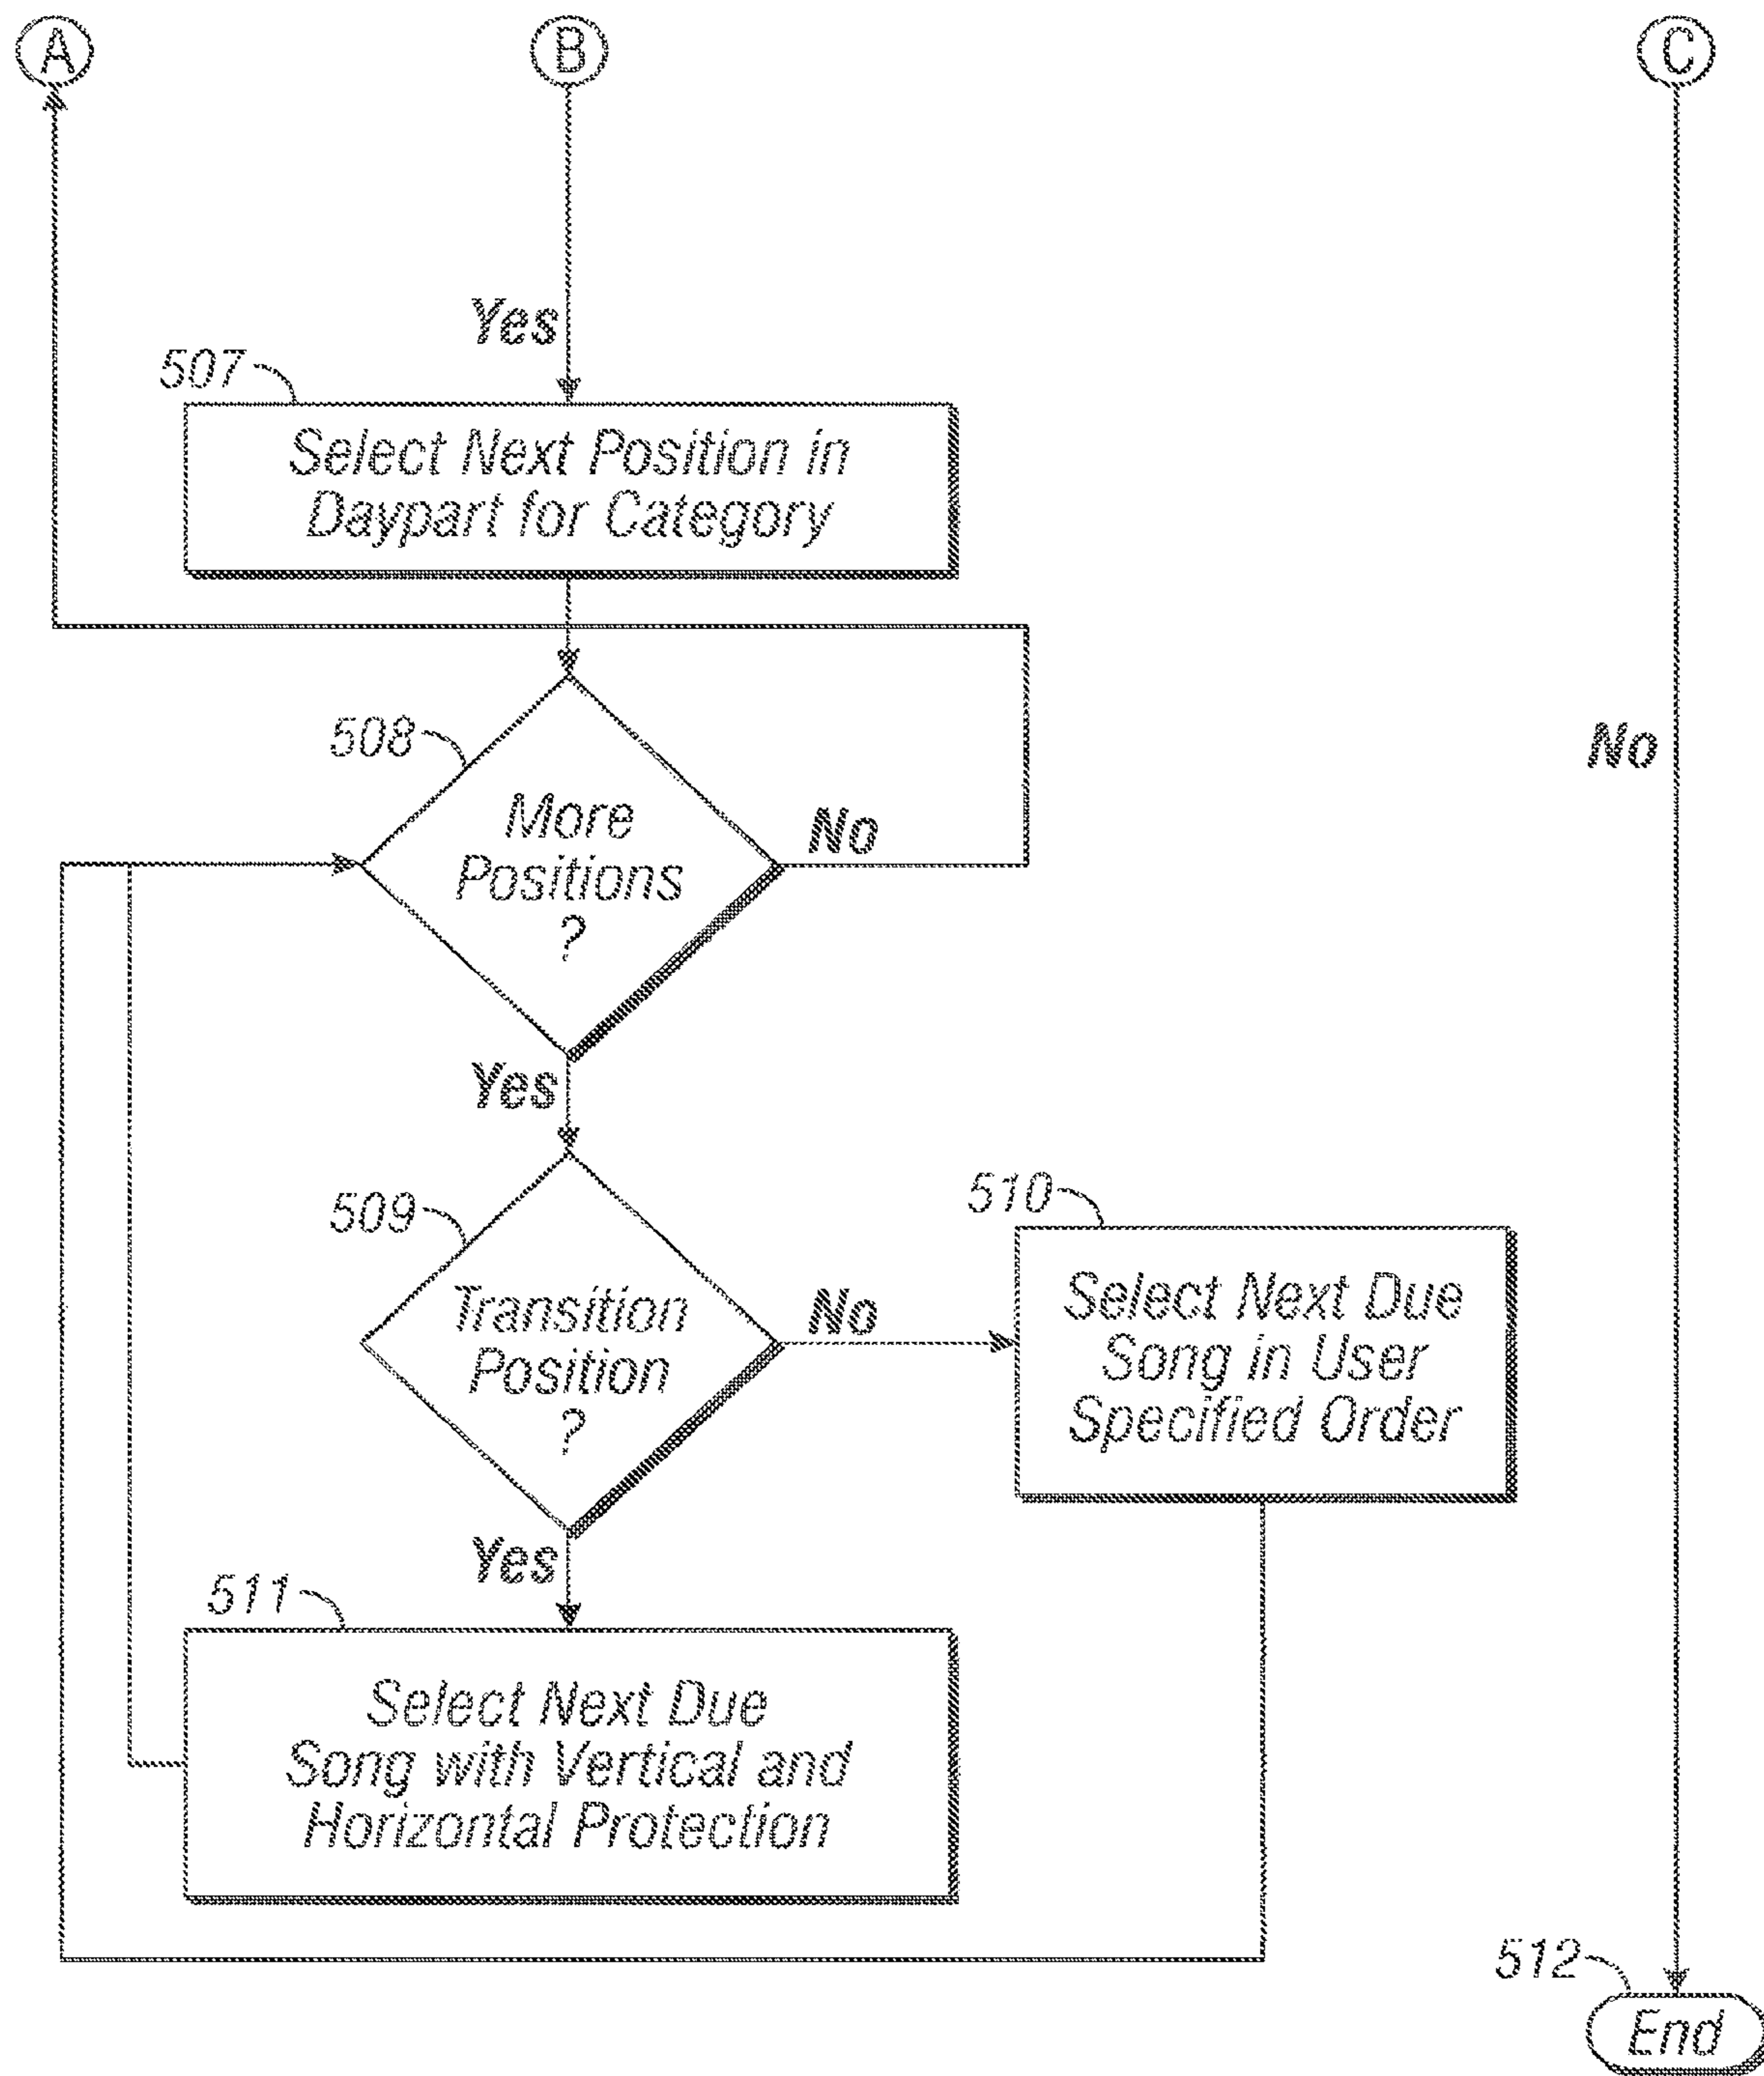 A
B
C
Yes
507
Select Next Position in
Daypart for Category
508
More
Positions
?
No
No
Yes
509
Transition
Position
?
No
510
Select Next Due
Song in User
Specified Order
Yes
511
Select Next Due
Song with Vertical and
Horizontal Protection
512
End